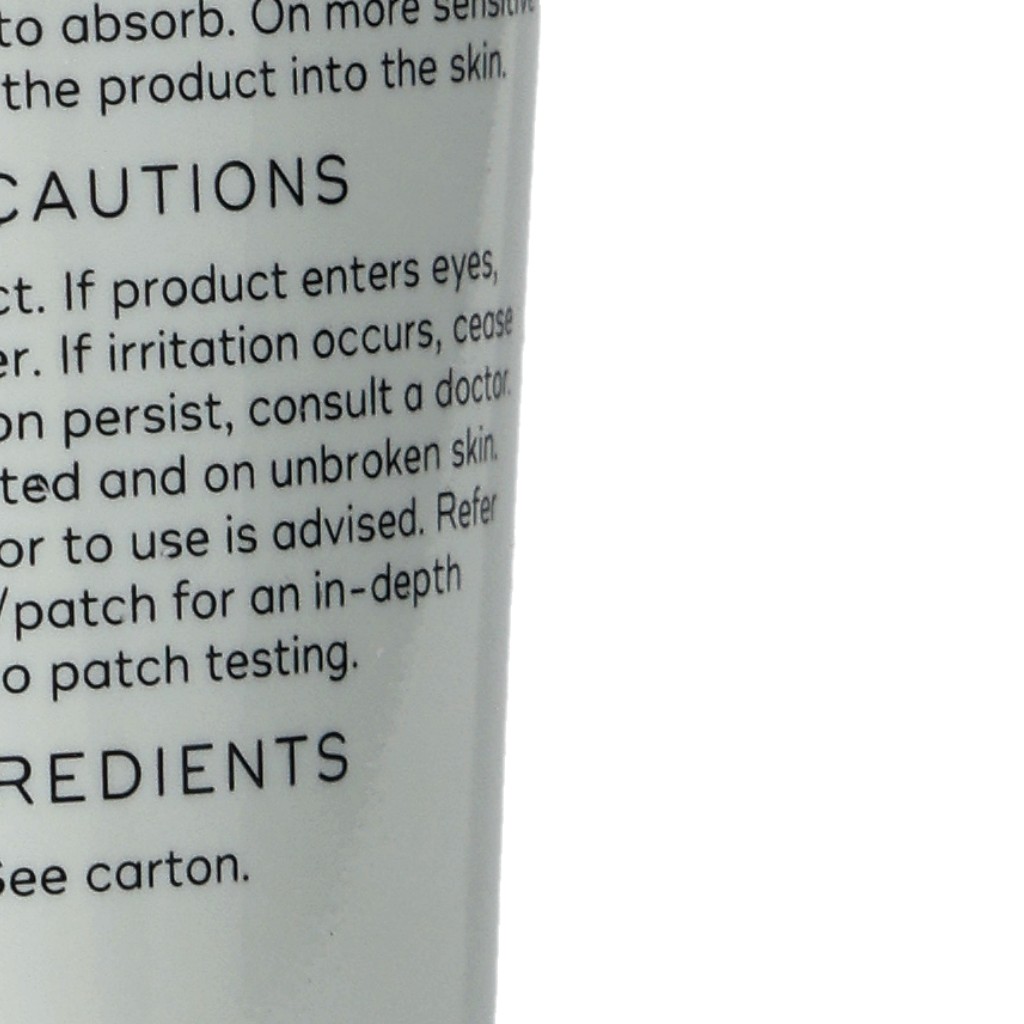 to absorb. On more sensitive
the product into the skin.
CAUTIONS
ct. If product enters eyes,
er. If irritation occurs, cease
on persist, consult a doctor.
ted and on unbroken skin.
or to use is advised. Refer
/patch for an in-depth
o patch testing.
REDIENTS
See carton.